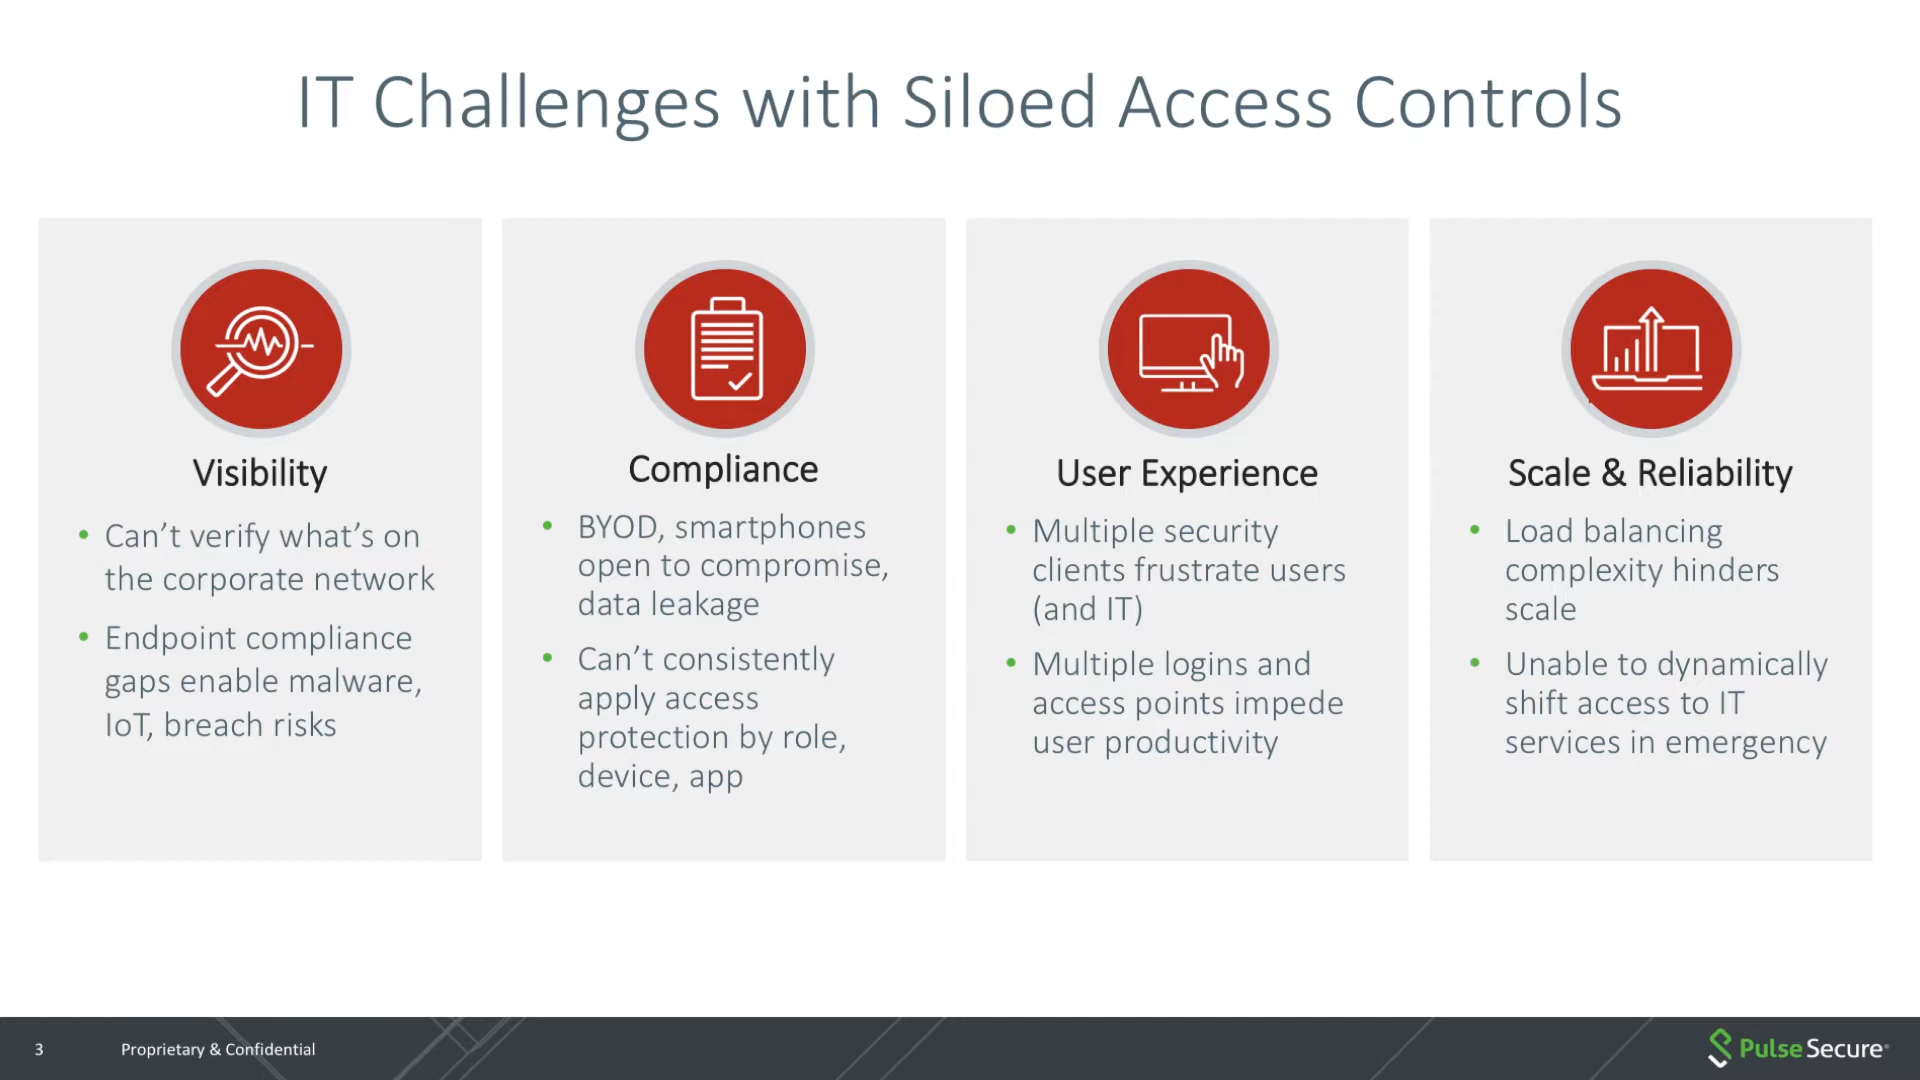 IT Challenges with Siloed Access Controls
Visibility
• Can’t verify what’s on
the corporate network
• Endpoint compliance
gaps enable malware,
IoT, breach risks
Compliance
• BYOD, smartphones
open to compromise,
data leakage
• Can’t consistently
apply access
protection by role,
device, app
User Experience
• Multiple security
clients frustrate users
(and IT)
• Multiple logins and
access points impede
user productivity
Scale & Reliability
• Load balancing
complexity hinders
scale
• Unable to dynamically
shift access to IT
services in emergency
3 Proprietary & Confidential
Pulse Secure